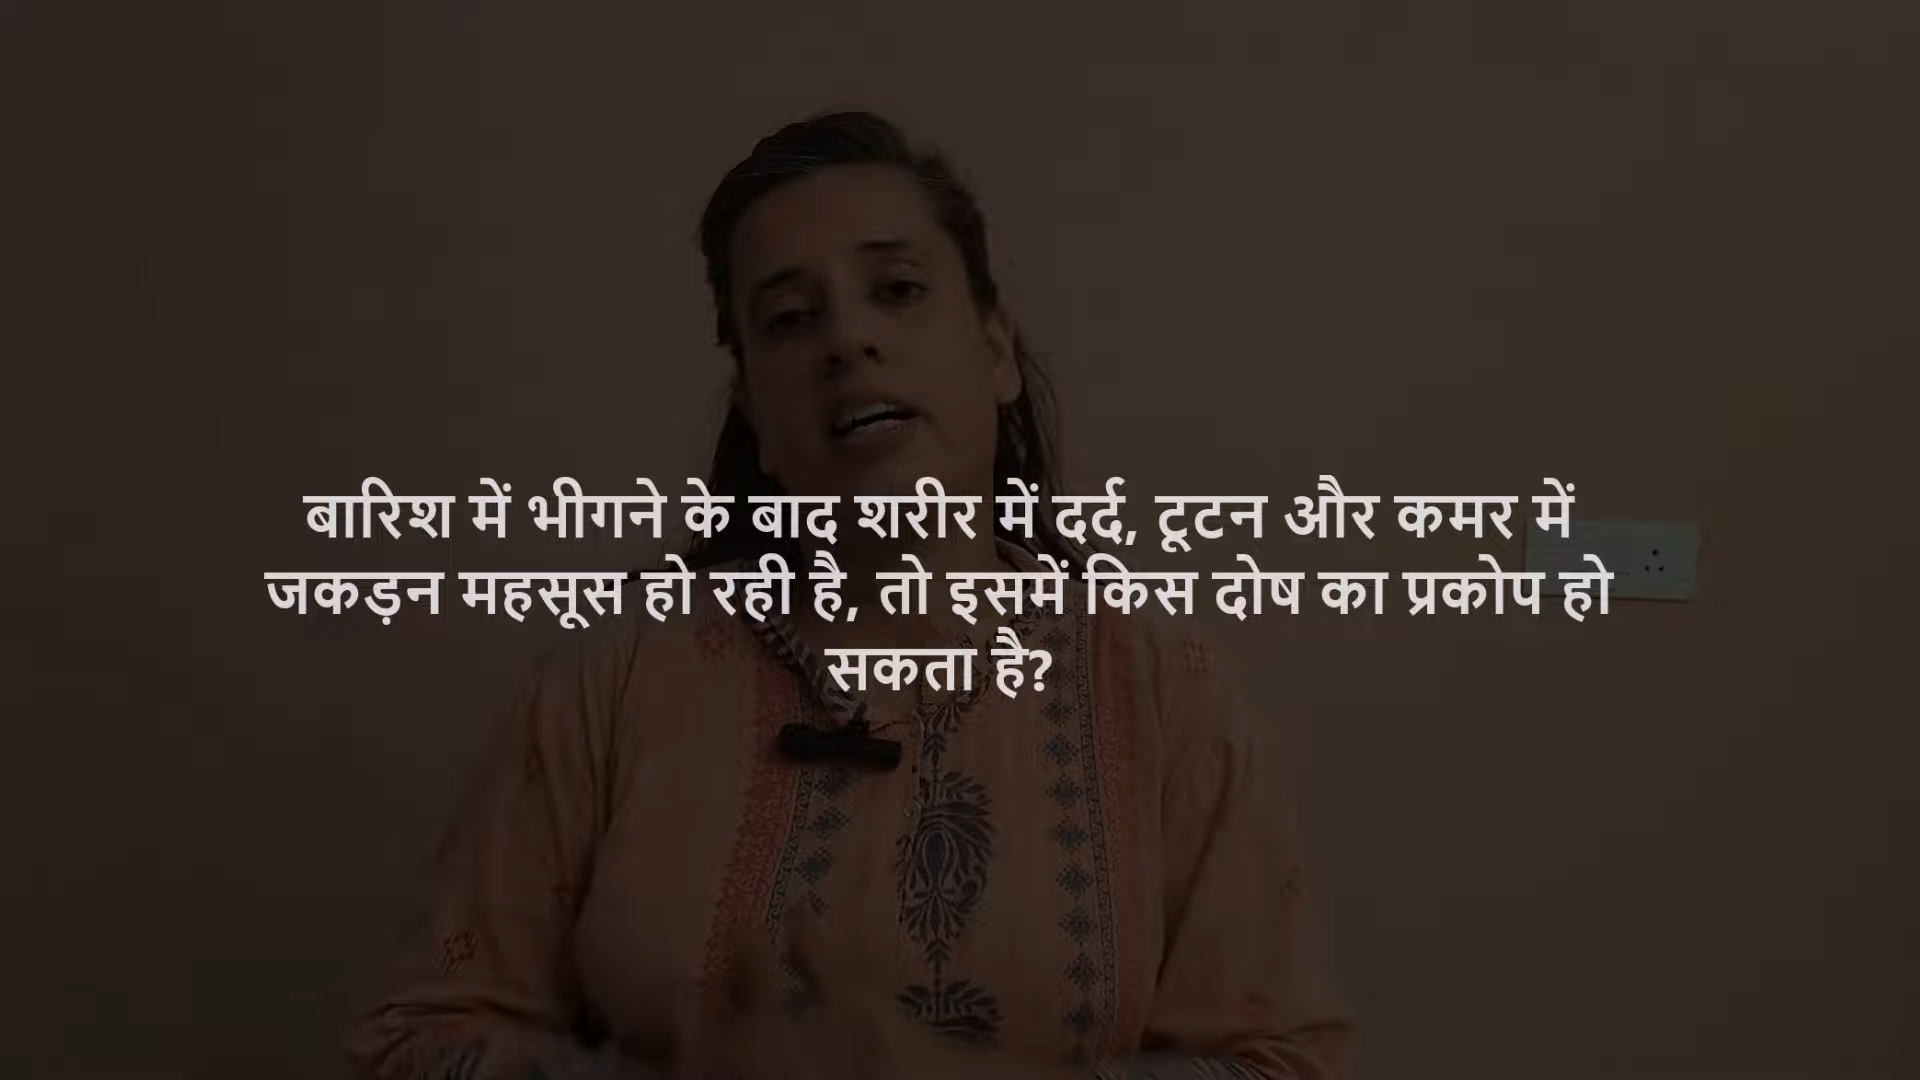 बारिश में भीगने के बाद शरीर में दर्द, टूटन और कमर में
जकड़न महसूस हो रही है, तो इसमें किस दोष का प्रकोप हो
सकता है?